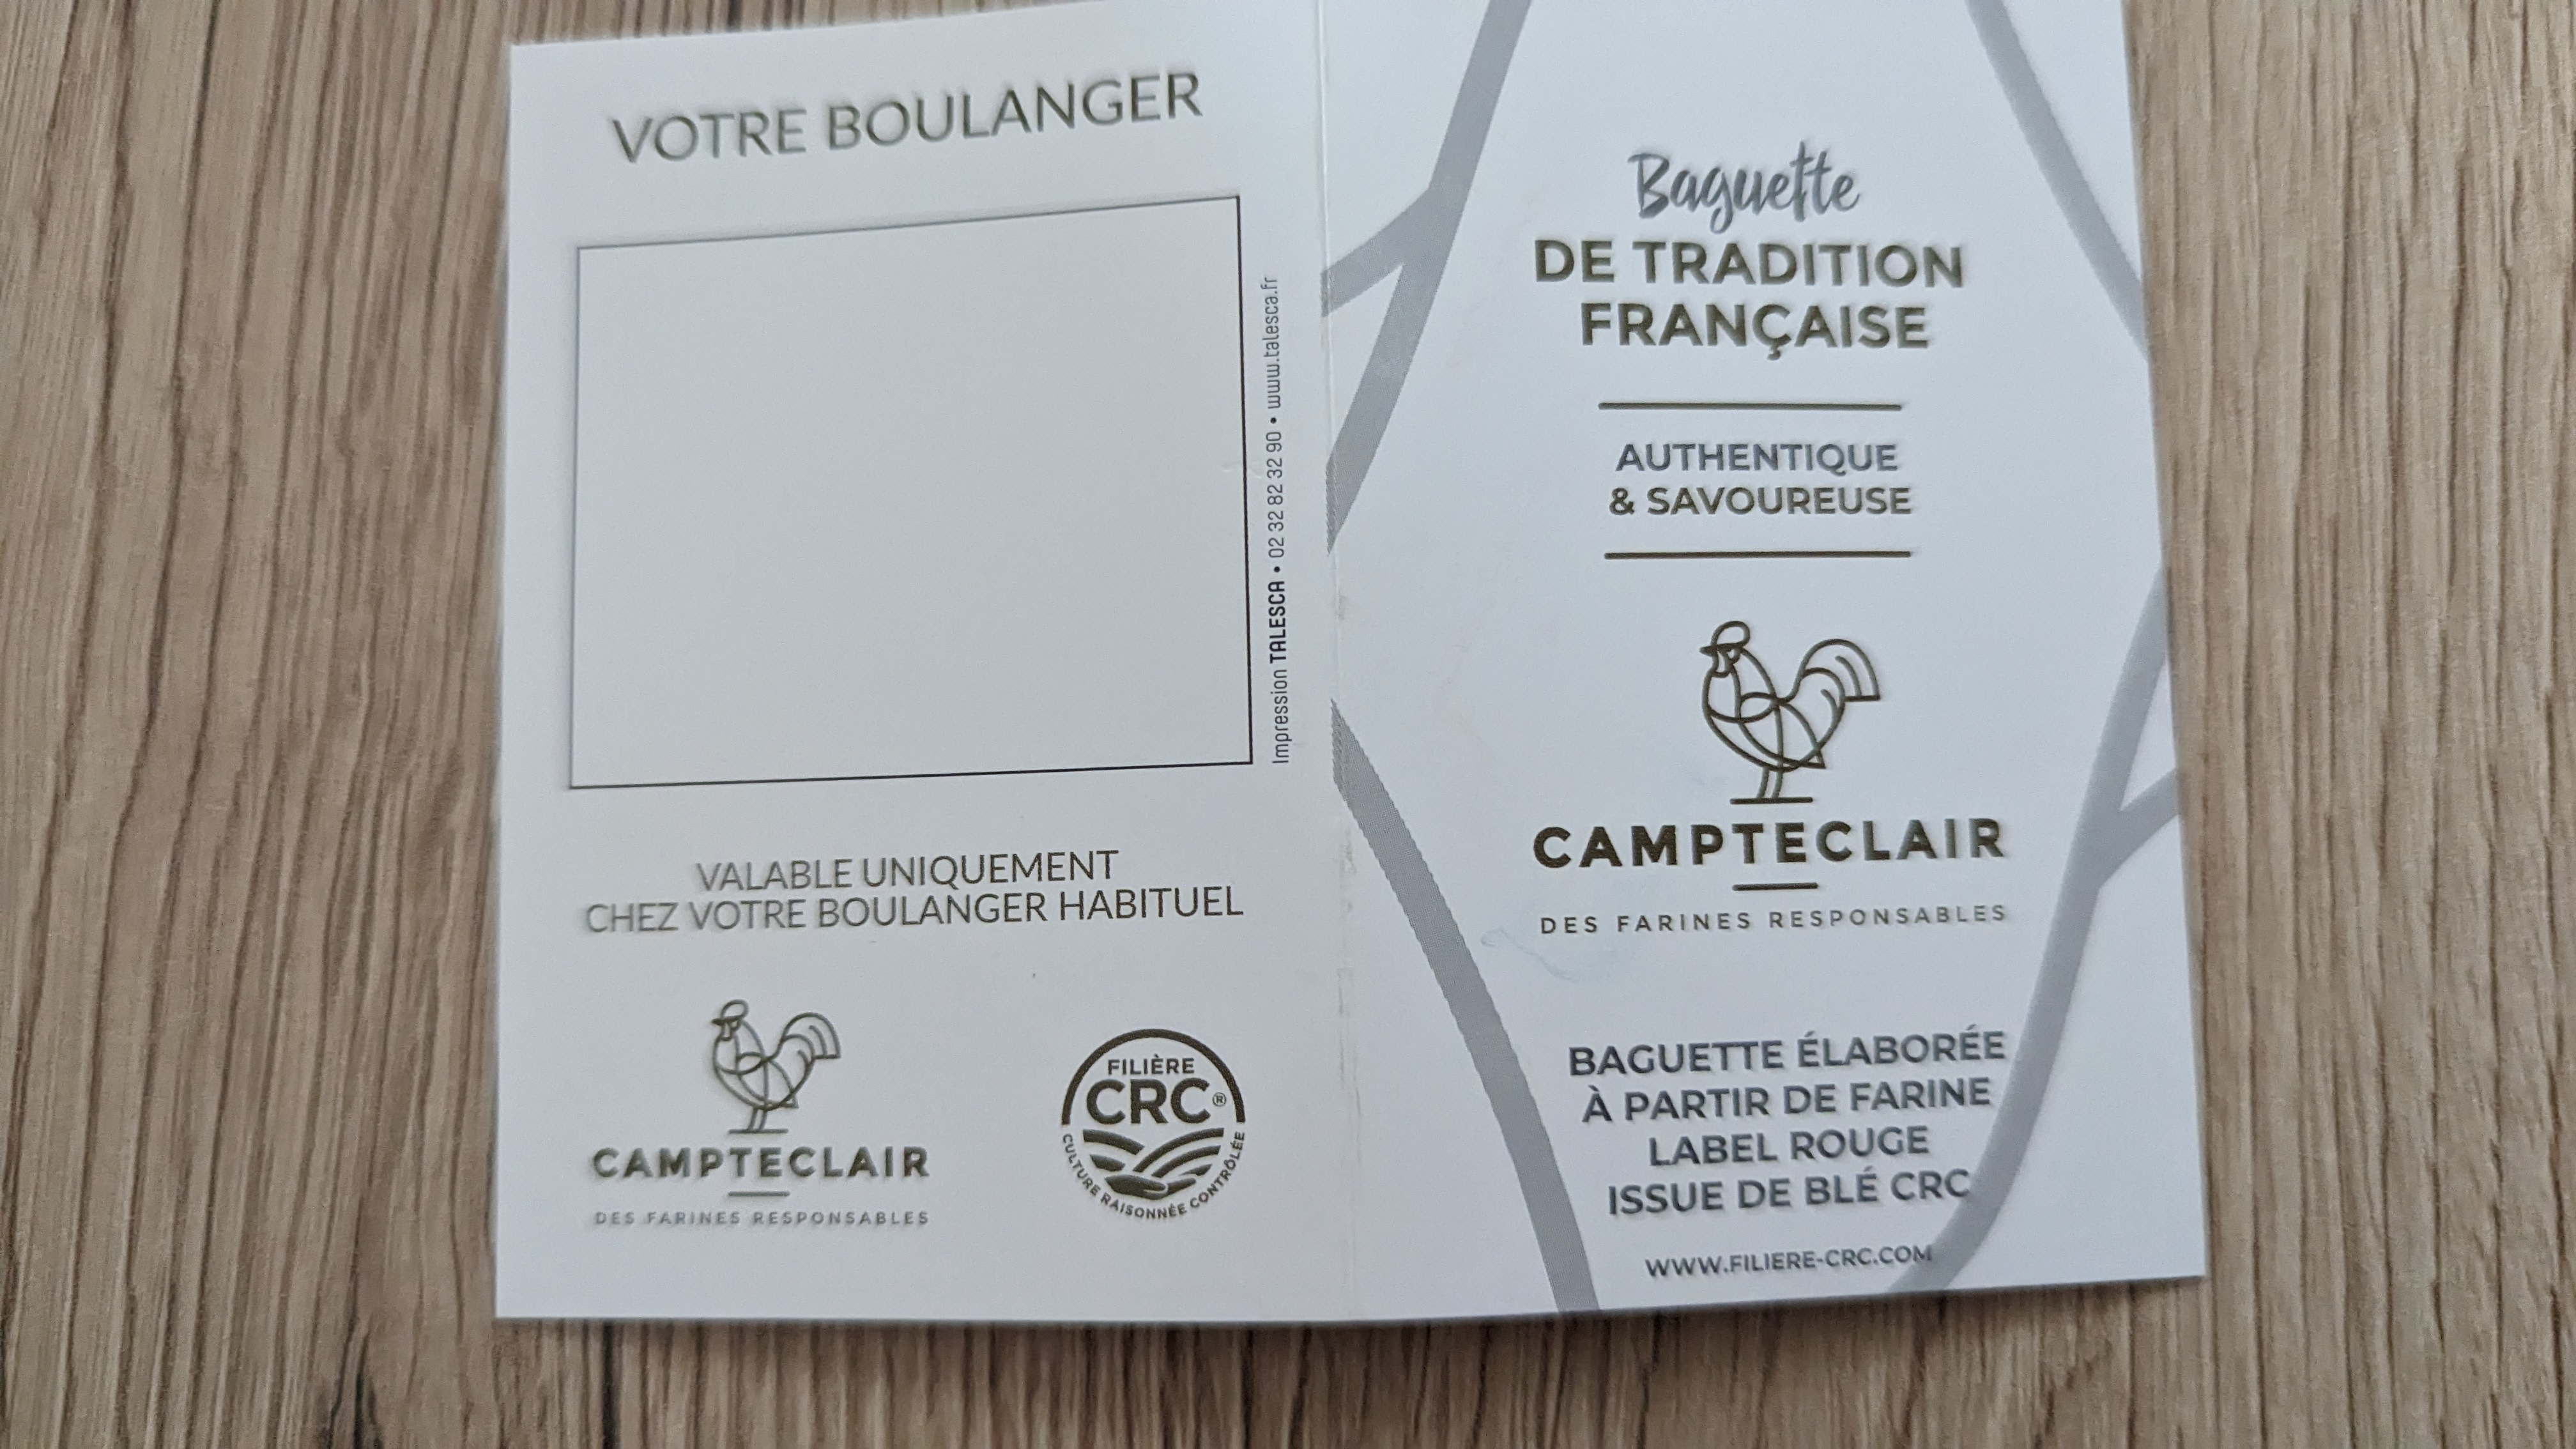 VOTRE BOULANGER
Impression TALESCA • 02 32 82 32 90 • www.talesca.fr
VALABLE UNIQUEMENT
CHEZ VOTRE BOULANGER HABITUEL
CAMPTECLAIR
DES FARINES RESPONSABLES
FILIÈRE
CRC®
CULTURE RAISONNÉE CONTRÔLÉE
Baguette
DE TRADITION
FRANÇAISE
AUTHENTIQUE
& SAVOUREUSE
CAMPTECLAIR
DES FARINES RESPONSABLES
BAGUETTE ÉLABORÉE
À PARTIR DE FARINE
LABEL ROUGE
ISSUE DE BLÉ CRC
WWW.FILIERE-CRC.COM